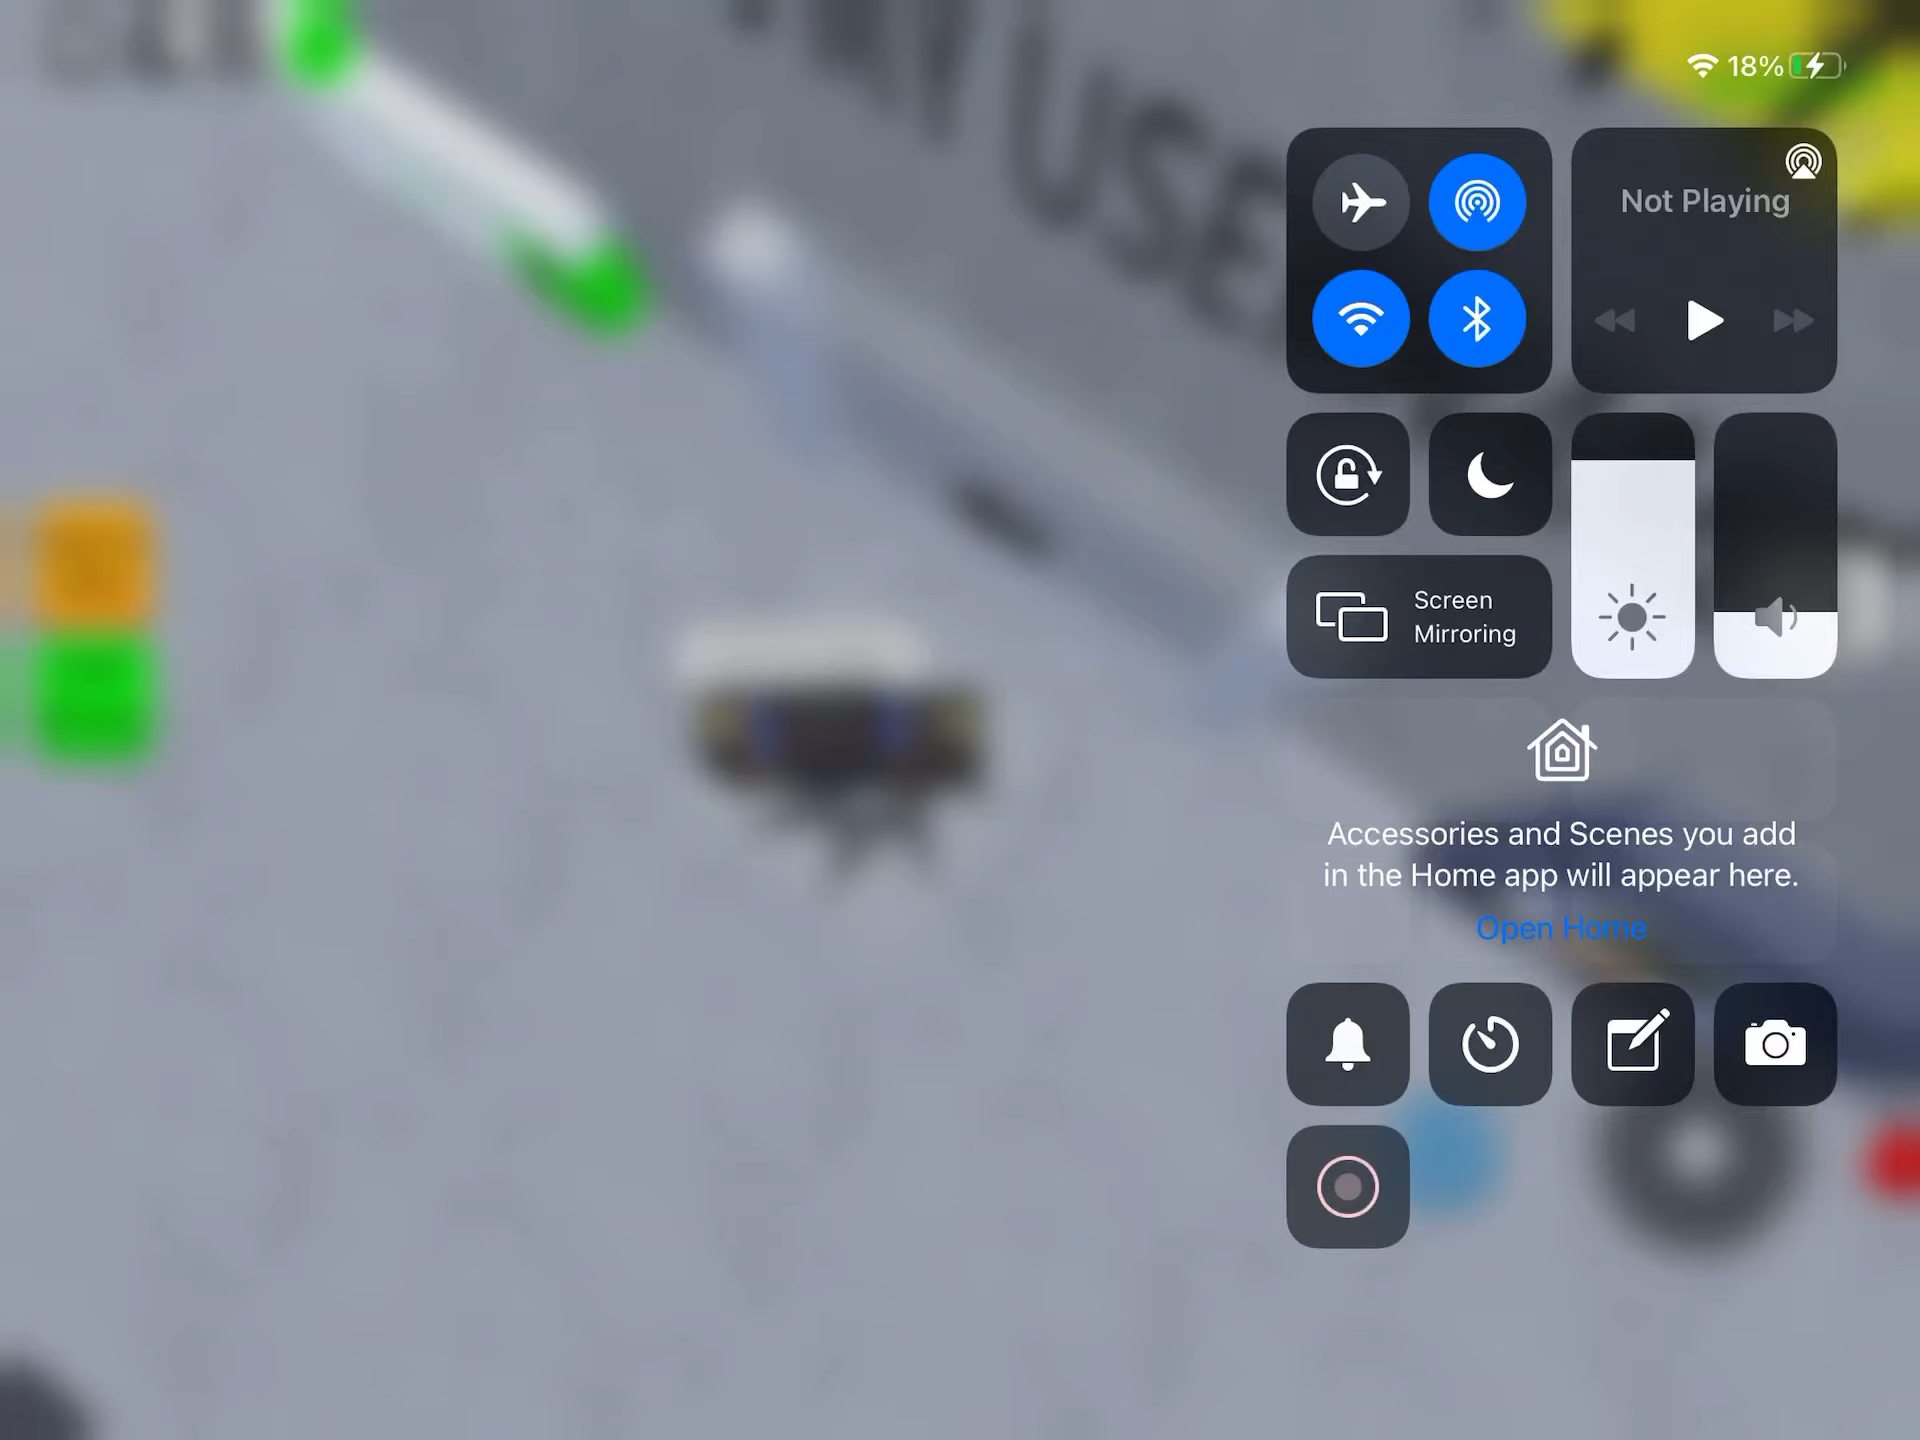 18%
Not Playing
Screen
Mirroring
Accessories and Scenes you add
in the Home app will appear here.
Open Home
USE